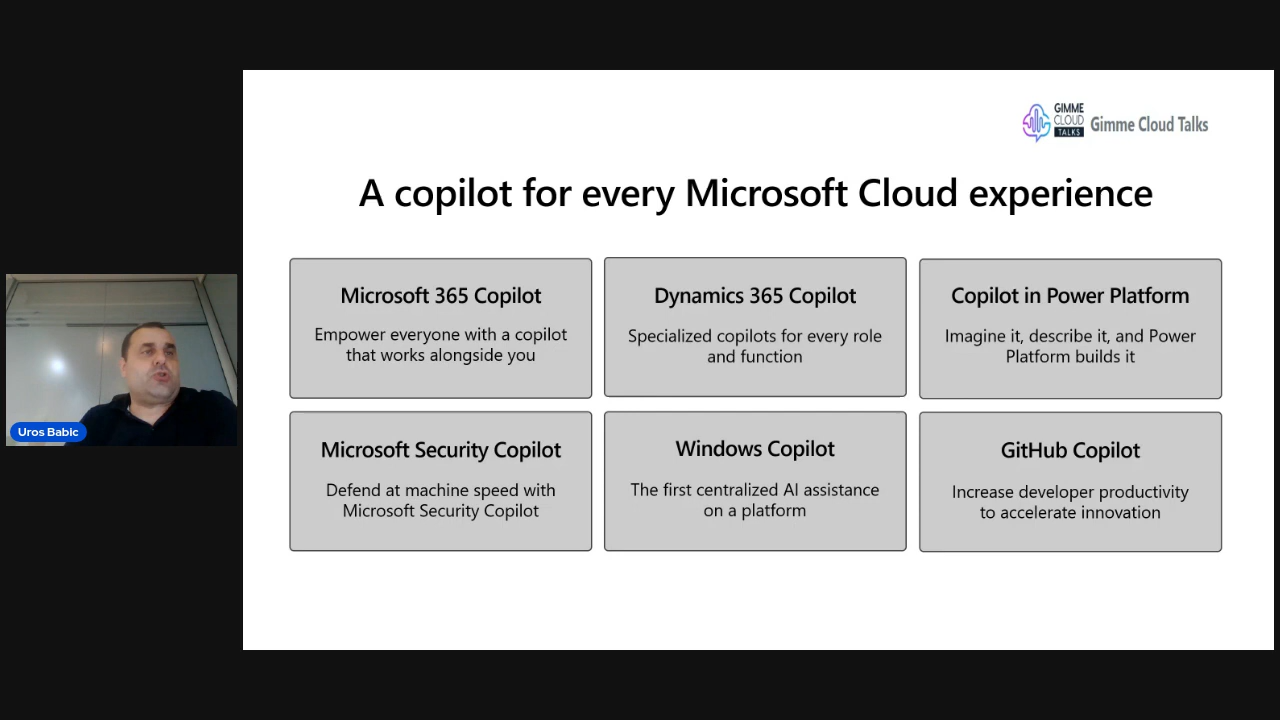 GIMME
CLOUD
TALKS
Gimme Cloud Talks
A copilot for every Microsoft Cloud experience
Microsoft 365 Copilot
Empower everyone with a copilot
that works alongside you
Dynamics 365 Copilot
Specialized copilots for every role
and function
Copilot in Power Platform
Imagine it, describe it, and Power
Platform builds it
Microsoft Security Copilot
Defend at machine speed with
Microsoft Security Copilot
Windows Copilot
The first centralized AI assistance
on a platform
GitHub Copilot
Increase developer productivity
to accelerate innovation
Uros Babic